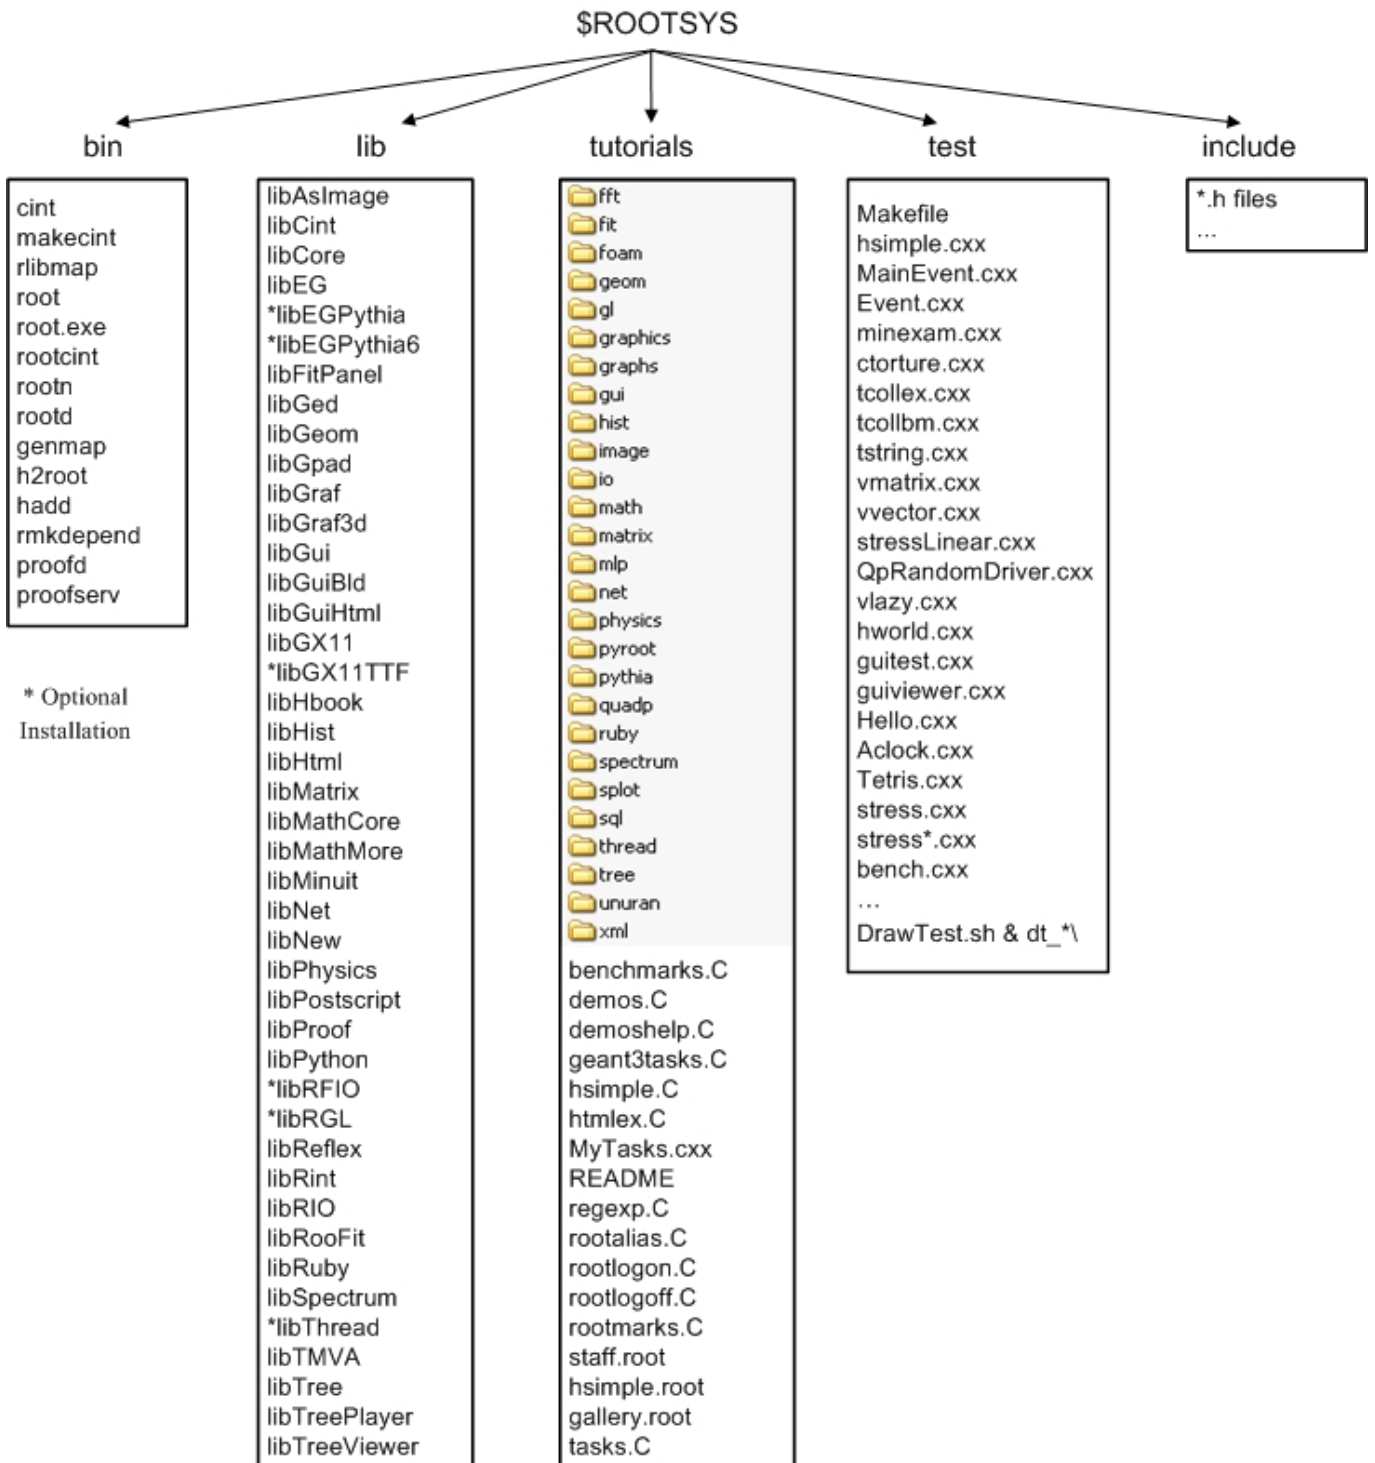 $ROOTSYS
bin
lib
tutorials
test
include
cint
makecint
rlibmap
root
root.exe
rootcint
rootn
rootd
genmap
h2root
hadd
rmkdepend
proofd
proofserv
* Optional
Installation
libAsImage
libCint
libCore
libEG
*libEGPythia
*libEGPythia6
libFitPanel
libGed
libGeom
libGpad
libGraf
libGraf3d
libGui
libGuiBld
libGuiHtml
libGX11
*libGX11TTF
libHbook
libHist
libHtml
libMatrix
libMathCore
libMathMore
libMinuit
libNet
libNew
libPhysics
libPostscript
libProof
libPython
*libRFIO
*libRGL
libReflex
libRint
libRIO
libRooFit
libRuby
libSpectrum
*libThread
libTMVA
libTree
libTreePlayer
libTreeViewer
fft
fit
foam
geom
gl
graphics
graphs
gui
hist
image
io
math
matrix
mlp
net
physics
pyroot
pythia
quadp
ruby
spectrum
splot
sql
thread
tree
unuran
xml
benchmarks.C
demos.C
demoshelp.C
geant3tasks.C
hsimple.C
htmlex.C
MyTasks.cxx
README
regexp.C
rootalias.C
rootlogon.C
rootlogoff.C
rootmarks.C
staff.root
hsimple.root
gallery.root
tasks.C
Makefile
hsimple.cxx
MainEvent.cxx
Event.cxx
minexam.cxx
ctorture.cxx
tcollex.cxx
tcollbm.cxx
tstring.cxx
vmatrix.cxx
vvector.cxx
stressLinear.cxx
QpRandomDriver.cxx
vlazy.cxx
hworld.cxx
guitest.cxx
guiviewer.cxx
Hello.cxx
Aclock.cxx
Tetris.cxx
stress.cxx
stress*.cxx
bench.cxx
...
DrawTest.sh & dt_*\
*.h files
...